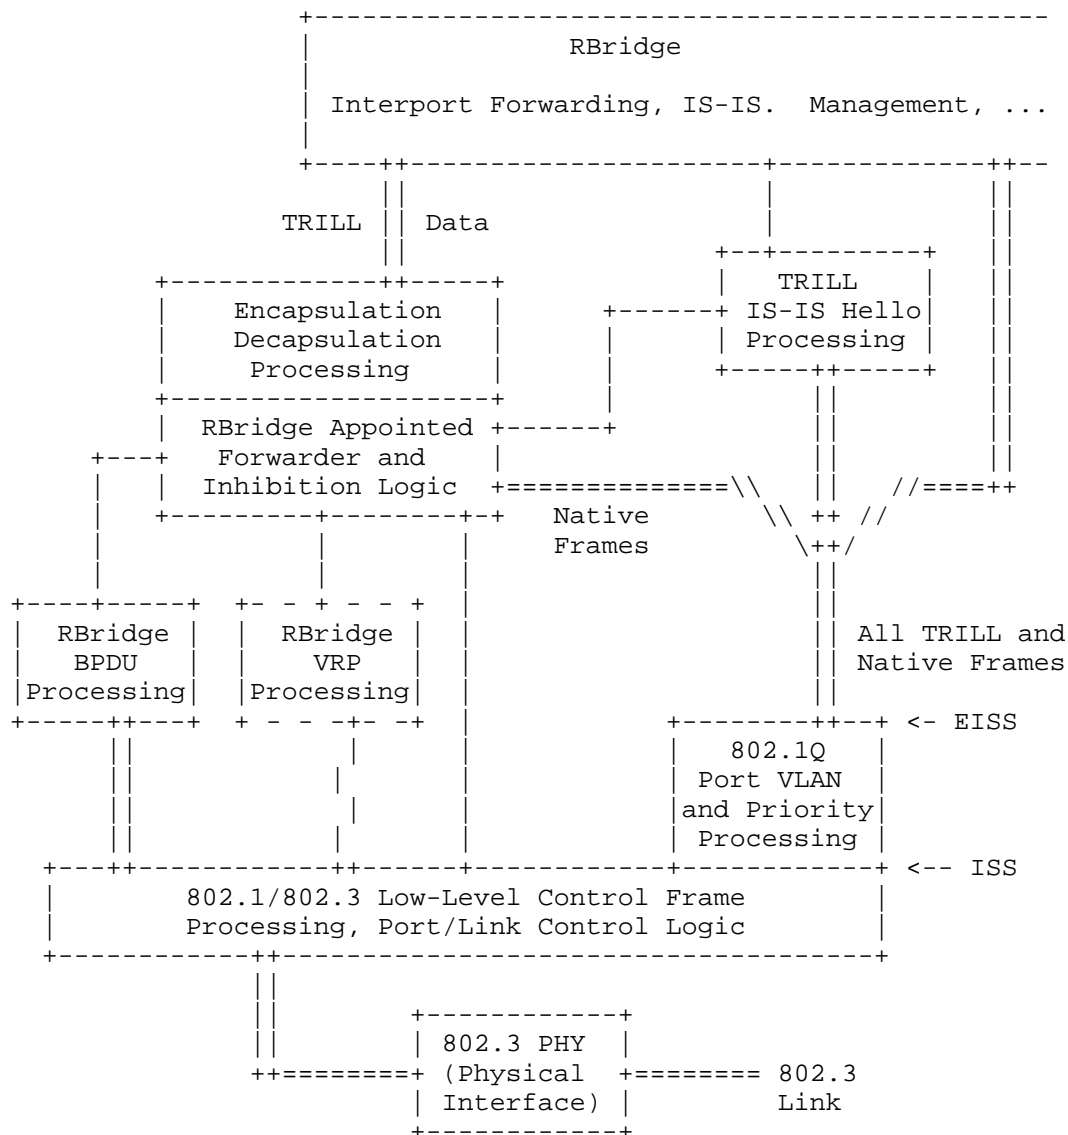 RBridge
Interport Forwarding, IS-IS.  Management, ...
TRILL
Data
Encapsulation
Decapsulation
Processing
TRILL
IS-IS Hello
Processing
RBridge Appointed
Forwarder and
Inhibition Logic
Native
Frames
RBridge
BPDU
Processing
RBridge
VRP
Processing
All TRILL and
Native Frames
<- EISS
802.1Q
Port VLAN
and Priority
Processing
<-- ISS
802.1/802.3 Low-Level Control Frame
Processing, Port/Link Control Logic
802.3 PHY
(Physical
Interface)
802.3
Link